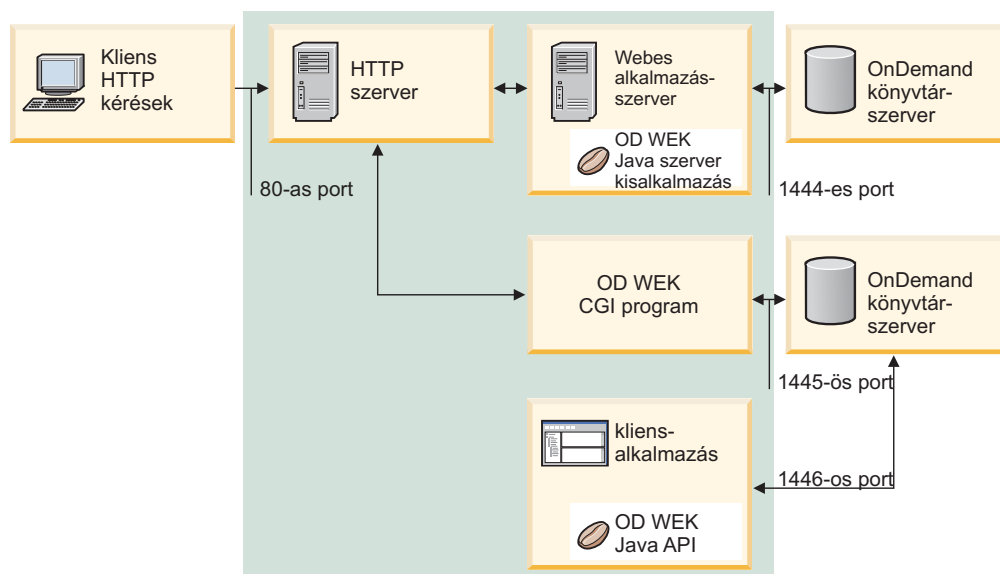 Kliens
HTTP
kérések
HTTP
szerver
Webes
alkalmazás-
szerver
OD WEK
Java szerver
kisalkalmazás
OnDemand
könyvtár-
szerver
80-as port
1444-es port
OD WEK
CGI program
OnDemand
könyvtár-
szerver
1445-ös port
kliens-
alkalmazás
OD WEK
Java API
1446-os port